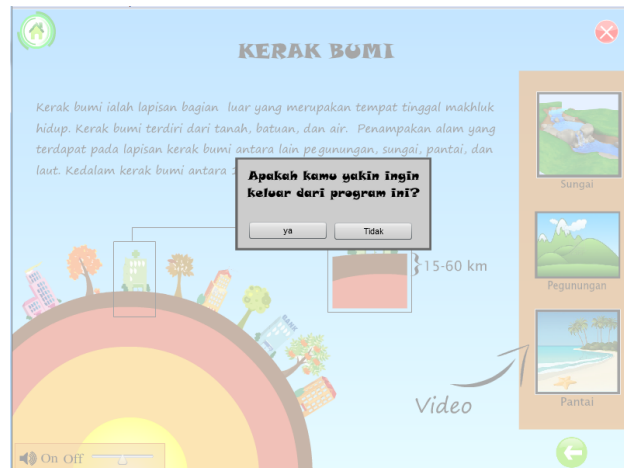 KERAK BUMI
Kerak bumi ialah lapisan bagian luar yang merupakan tempat tinggal makhluk
hidup. Kerak bumi terdiri dari tanah, batuan, dan air. Penampakan alam yang
terdapat pada lapisan kerak bumi antara lain pegunungan, sungai, pantai, dan
laut. Kedalam kerak bumi antara
Apakah kamu yakin ingin
keluar dari program ini?
ya
Tidak
15-60 km
Sungai
Pegunungan
Pantai
BANK
Video
On Off